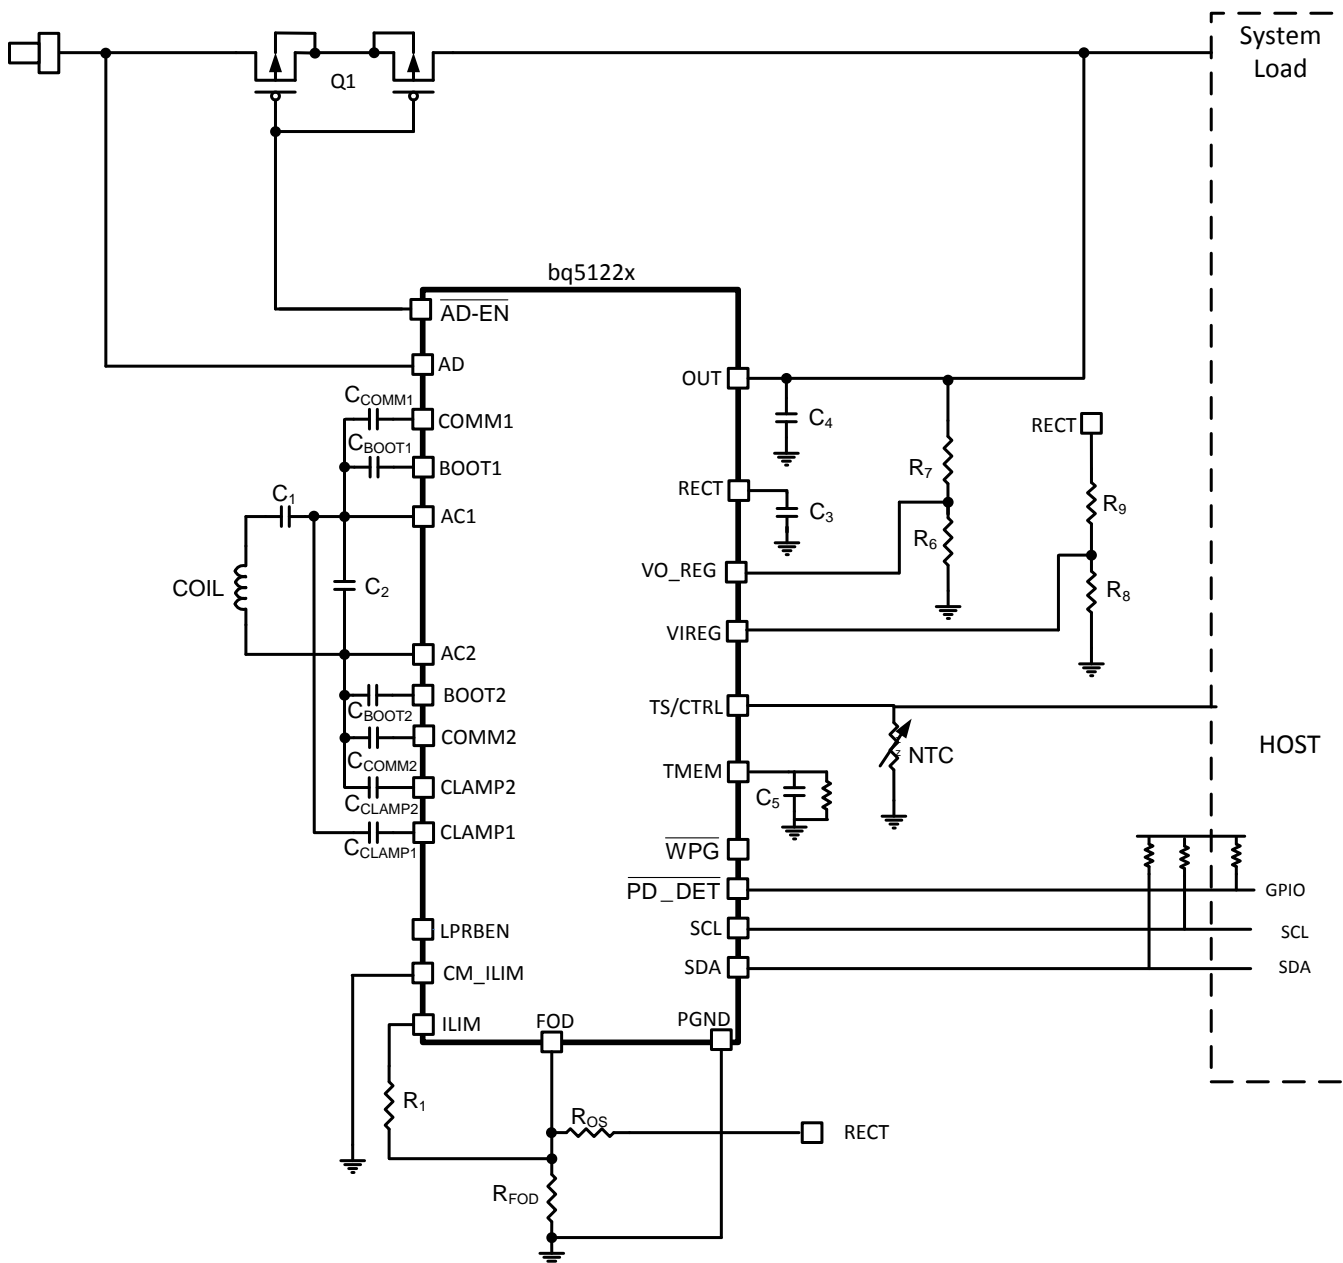 System
Load
Q1
bq5122x
AD-EN
AD
OUT
CCOMM1
COMM1
C4
RECT
CBOOT1
BOOT1
R7
RECT
C1
AC1
C3
R9
R6
VO_REG
COIL
C2
R8
VIREG
AC2
BOOT2
TS/CTRL
CBOOT2
COMM2
HOST
NTC
z
CCOMM2
TMEM
CLAMP2
C5
CCLAMP2
CLAMP1
CCLAMP1
WPG
PD_DET
GPIO
LPRBEN
SCL
SCL
CM_ILIM
SDA
SDA
ILIM
FOD
PGND
R1
ROS
RECT
RFOD